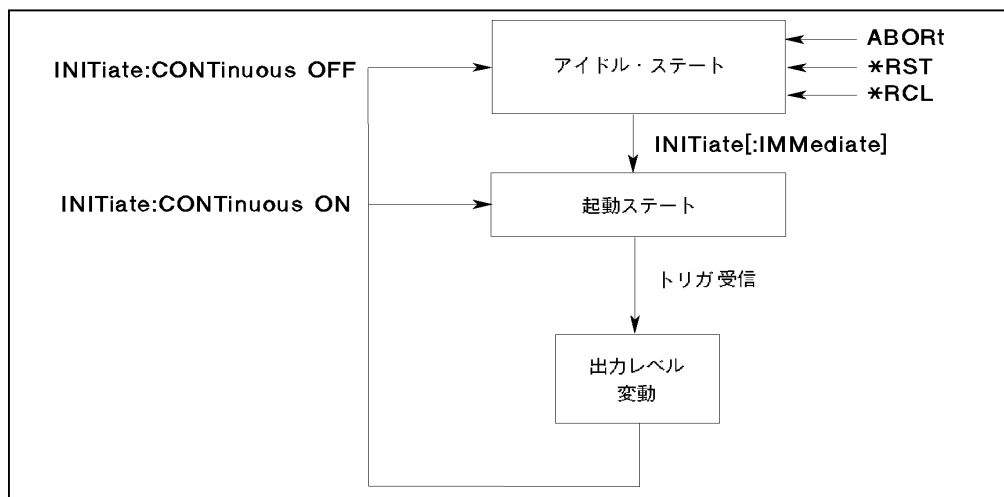 ABORt
INITiate:CONTinuous OFF
アイドル・ステート
*RST
*RCL
INITiate[:IMMediate]
INITiate:CONTinuous ON
起動ステート
トリガ受信
出力レベル
変動